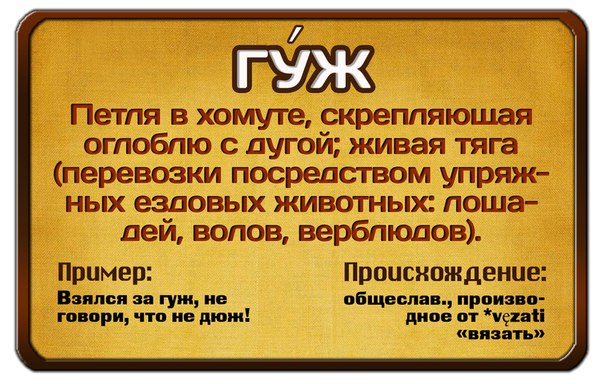 гу́ж
Петля в хомуте, скрепляющая
оглоблю с дугой; живая тяга
(перевозки посредством упряж-
ных ездовых животных: лоша-
дей, волов, верблюдов).
Пример:
Взялся за гуж, не
говори, что не дюж!
Происхождение:
общеслав., произво-
дное от *vęzati
«вязать»